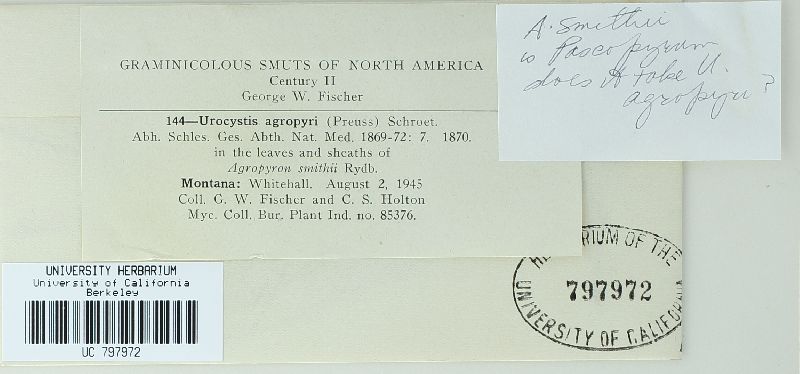 GRAMINICOLOUS SMUTS OF NORTH AMERICA
Century II
George W. Fischer
144—Urocystis agropyri (Preuss) Schroet.
Abh. Schles. Ges. Abth. Nat. Med. 1869-72: 7. 1870.
in the leaves and sheaths of
Agropyron smithii Rydb.
Montana: Whitehall. August 2, 1945
Coll. G. W. Fischer and C. S. Holton
Myc. Coll. Bur. Plant Ind. no. 85376.
A. Smithii
is Pascopyrum
does it take U.
agropyri ?
HERBARIUM OF THE
797972
UNIVERSITY OF CALIFORNIA
UNIVERSITY HERBARIUM
University of California
Berkeley
UC 797972